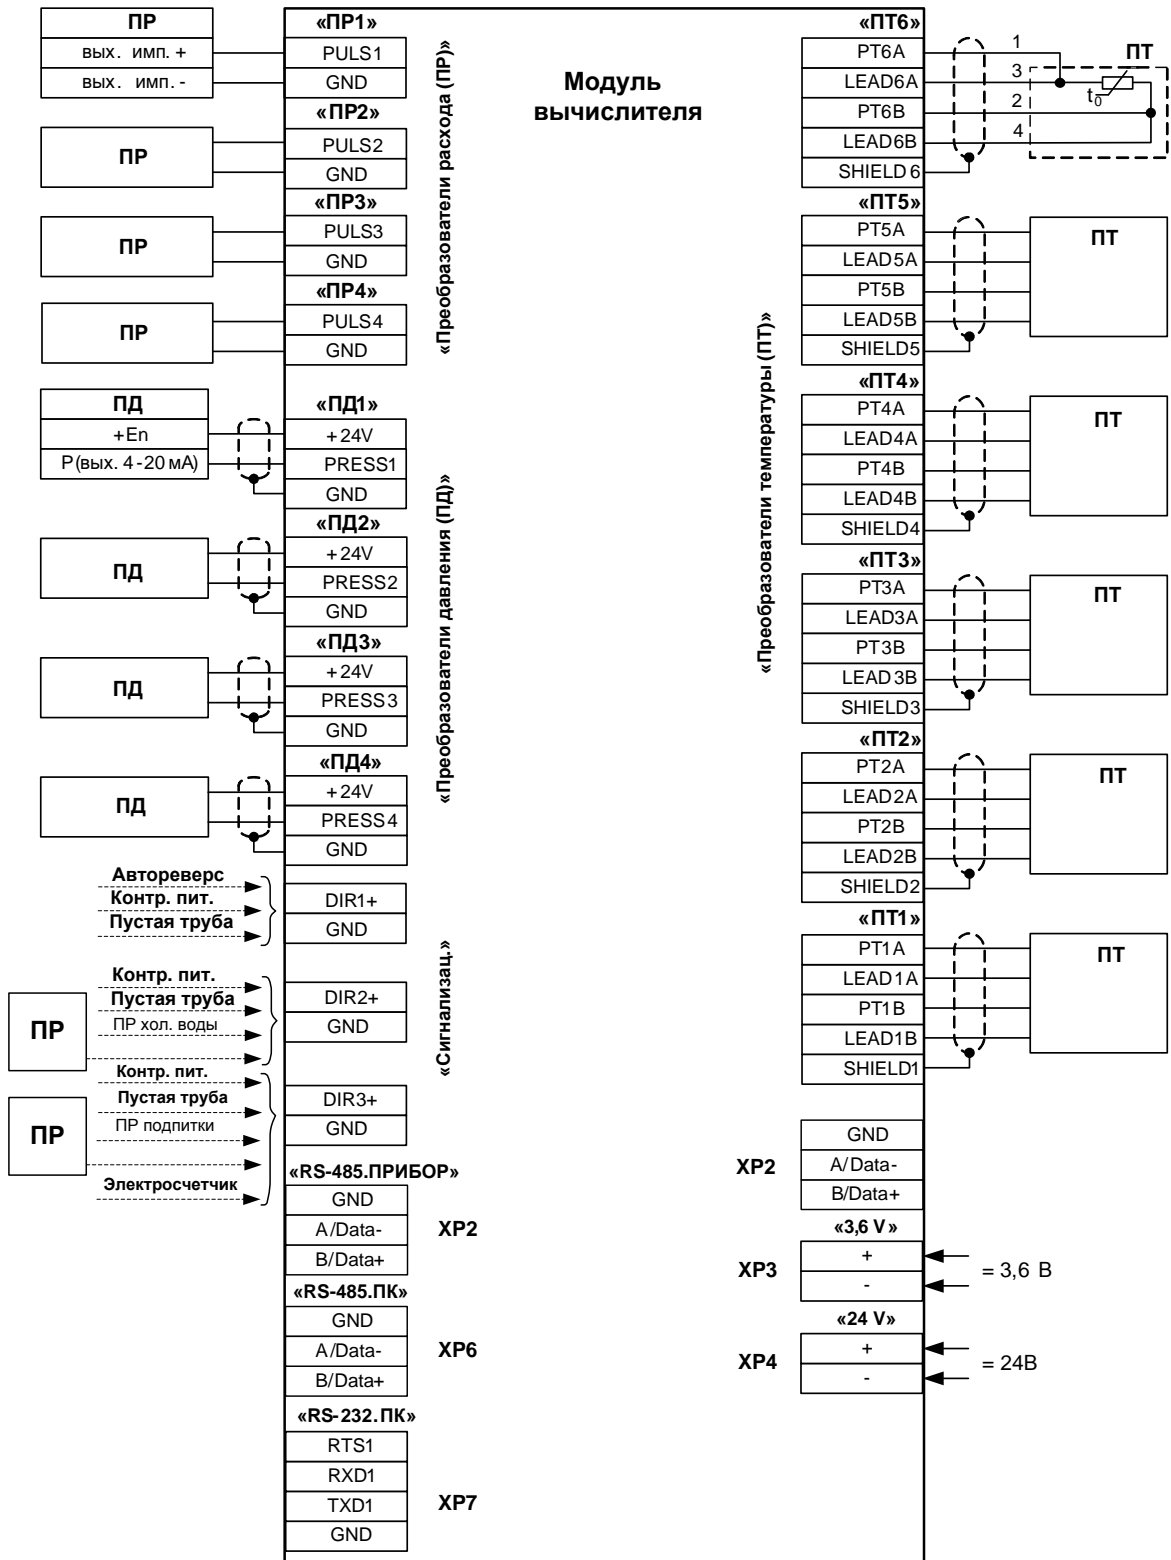 ПР
вых. имп. +
вых. имп. -
«ПР1»
PULS1
GND
«ПР2»
ПР
PULS2
GND
«ПР3»
ПР
PULS3
GND
«ПР4»
ПР
PULS4
GND
«Преобразователи расхода (ПР)»
ПД
+En
P(вых. 4-20 мА)
«ПД1»
+24V
PRESS1
GND
«ПД2»
ПД
+24V
PRESS2
GND
«ПД3»
ПД
+24V
PRESS3
GND
«ПД4»
ПД
+24V
PRESS4
GND
«Преобразователи давления (ПД)»
Автореверс
Контр. пит.
Пустая труба
DIR1+
GND
Контр. пит.
Пустая труба
ПР хол. воды
ПР
DIR2+
GND
Контр. пит.
Пустая труба
ПР подпитки
ПР
Электросчетчик
DIR3+
GND
«Сигнализац.»
«RS-485.ПРИБОР»
GND
A/Data-
B/Data+
XP2
«RS-485.ПК»
GND
A/Data-
B/Data+
XP6
«RS-232.ПК»
RTS1
RXD1
TXD1
GND
XP7
Модуль
вычислителя
«Преобразователи температуры (ПТ)»
«ПТ6»
PT6A
LEAD6A
PT6B
LEAD6B
SHIELD6
1
3
2
4
ПТ
t0
«ПТ5»
PT5A
LEAD5A
PT5B
LEAD5B
SHIELD5
ПТ
«ПТ4»
PT4A
LEAD4A
PT4B
LEAD4B
SHIELD4
ПТ
«ПТ3»
PT3A
LEAD3A
PT3B
LEAD3B
SHIELD3
ПТ
«ПТ2»
PT2A
LEAD2A
PT2B
LEAD2B
SHIELD2
ПТ
«ПТ1»
PT1A
LEAD1A
PT1B
LEAD1B
SHIELD1
ПТ
XP2
GND
A/Data-
B/Data+
«3,6 V»
XP3
+
-
= 3,6 В
«24 V»
XP4
+
-
= 24В